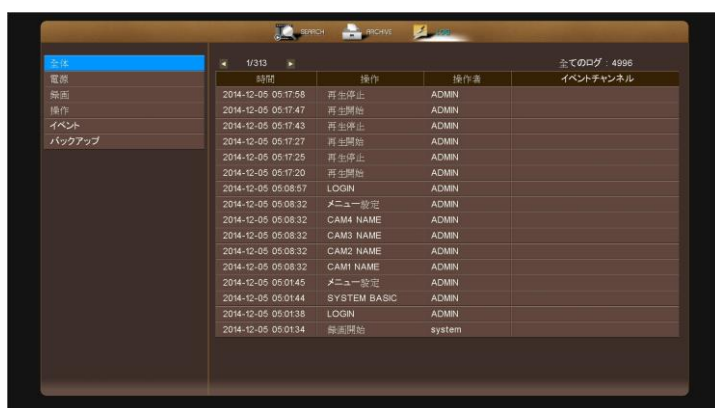 SEARCH ARCHIVE LOG
全体
電源
録画
操作
イベント
バックアップ
1/313 全てのログ : 4996
時間 操作 操作者 イベントチャンネル
2014-12-05 05:17:58 再生停止 ADMIN
2014-12-05 05:17:47 再生開始 ADMIN
2014-12-05 05:17:43 再生停止 ADMIN
2014-12-05 05:17:27 再生開始 ADMIN
2014-12-05 05:17:25 再生停止 ADMIN
2014-12-05 05:17:20 再生開始 ADMIN
2014-12-05 05:08:57 LOGIN ADMIN
2014-12-05 05:08:32 メニュー設定 ADMIN
2014-12-05 05:08:32 CAM4 NAME ADMIN
2014-12-05 05:08:32 CAM3 NAME ADMIN
2014-12-05 05:08:32 CAM2 NAME ADMIN
2014-12-05 05:08:32 CAM1 NAME ADMIN
2014-12-05 05:01:45 メニュー設定 ADMIN
2014-12-05 05:01:44 SYSTEM BASIC ADMIN
2014-12-05 05:01:38 LOGIN ADMIN
2014-12-05 05:01:34 録画開始 system